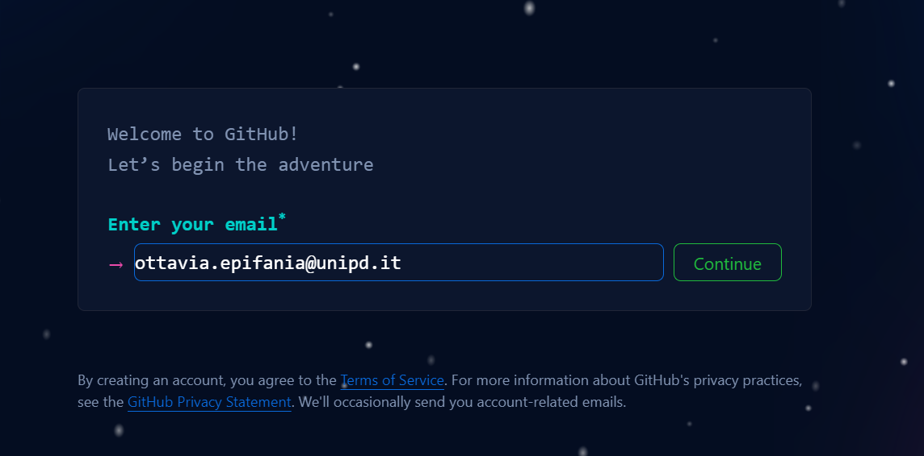 Welcome to GitHub!
Let’s begin the adventure
Enter your email*
→ ottavia.epifania@unipd.it Continue
By creating an account, you agree to the Terms of Service. For more information about GitHub's privacy practices,
see the GitHub Privacy Statement. We'll occasionally send you account-related emails.